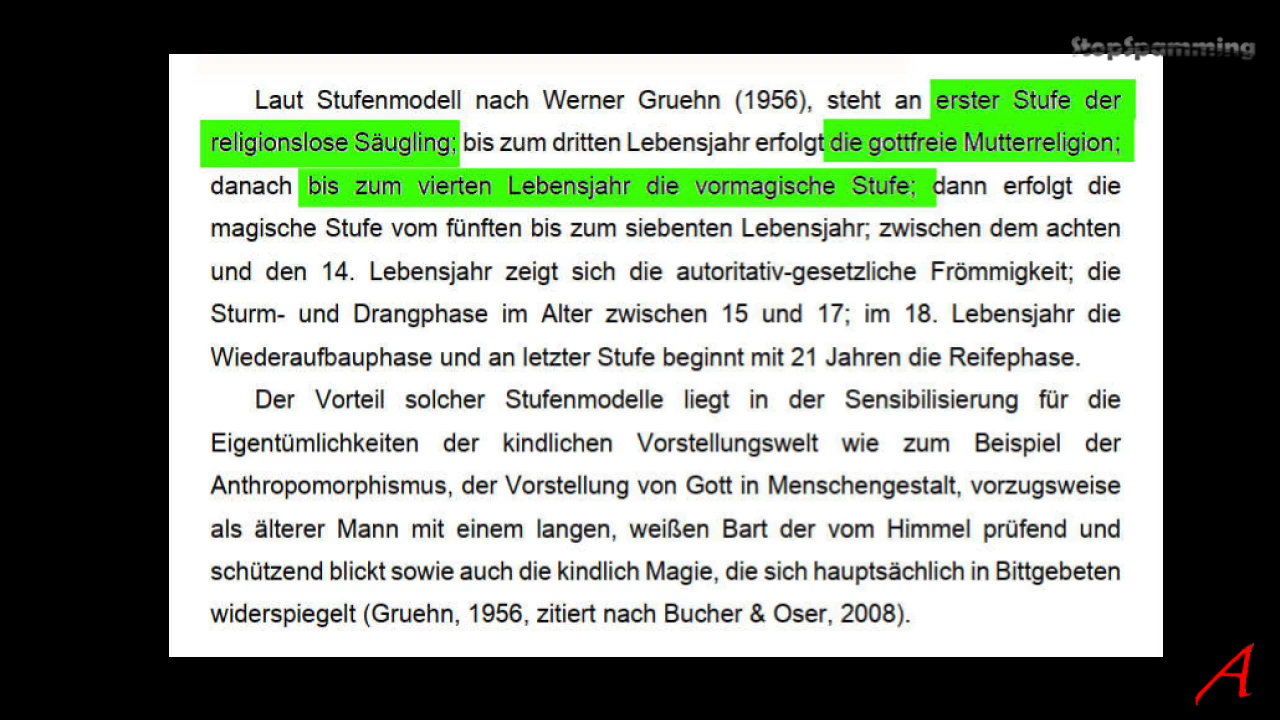 StopSpamming
Laut Stufenmodell nach Werner Gruehn (1956), steht an erster Stufe der
religionslose Säugling; bis zum dritten Lebensjahr erfolgt die gottfreie Mutterreligion;
danach bis zum vierten Lebensjahr die vormagische Stufe; dann erfolgt die
magische Stufe vom fünften bis zum siebenten Lebensjahr; zwischen dem achten
und den 14. Lebensjahr zeigt sich die autoritativ-gesetzliche Frömmigkeit; die
Sturm- und Drangphase im Alter zwischen 15 und 17; im 18. Lebensjahr die
Wiederaufbauphase und an letzter Stufe beginnt mit 21 Jahren die Reifephase.
Der Vorteil solcher Stufenmodelle liegt in der Sensibilisierung für die
Eigentümlichkeiten der kindlichen Vorstellungswelt wie zum Beispiel der
Anthropomorphismus, der Vorstellung von Gott in Menschengestalt, vorzugsweise
als älterer Mann mit einem langen, weißen Bart der vom Himmel prüfend und
schützend blickt sowie auch die kindlich Magie, die sich hauptsächlich in Bittgebeten
widerspiegelt (Gruehn, 1956, zitiert nach Bucher & Oser, 2008).
A